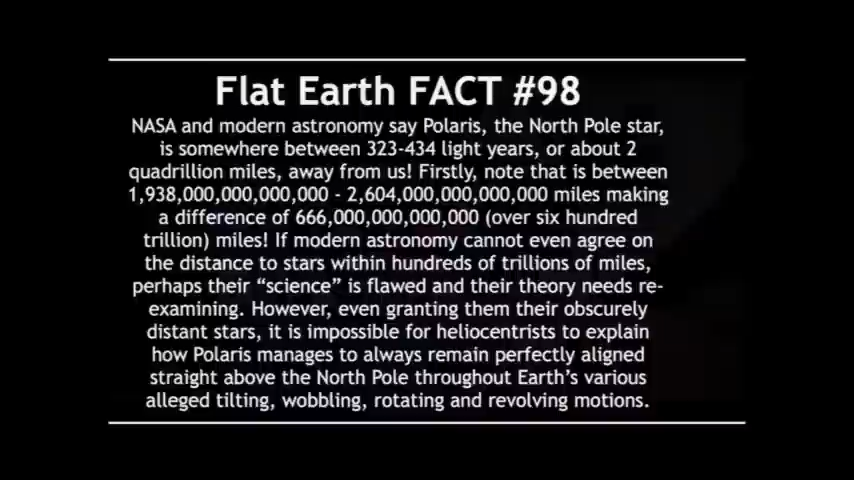 Flat Earth FACT #98
NASA and modern astronomy say Polaris, the North Pole star,
is somewhere between 323-434 light years, or about 2
quadrillion miles, away from us! Firstly, note that is between
1,938,000,000,000,000 - 2,604,000,000,000,000 miles making
a difference of 666,000,000,000,000 (over six hundred
trillion) miles! If modern astronomy cannot even agree on
the distance to stars within hundreds of trillions of miles,
perhaps their “science” is flawed and their theory needs re-
examining. However, even granting them their obscurely
distant stars, it is impossible for heliocentrists to explain
how Polaris manages to always remain perfectly aligned
straight above the North Pole throughout Earth’s various
alleged tilting, wobbling, rotating and revolving motions.